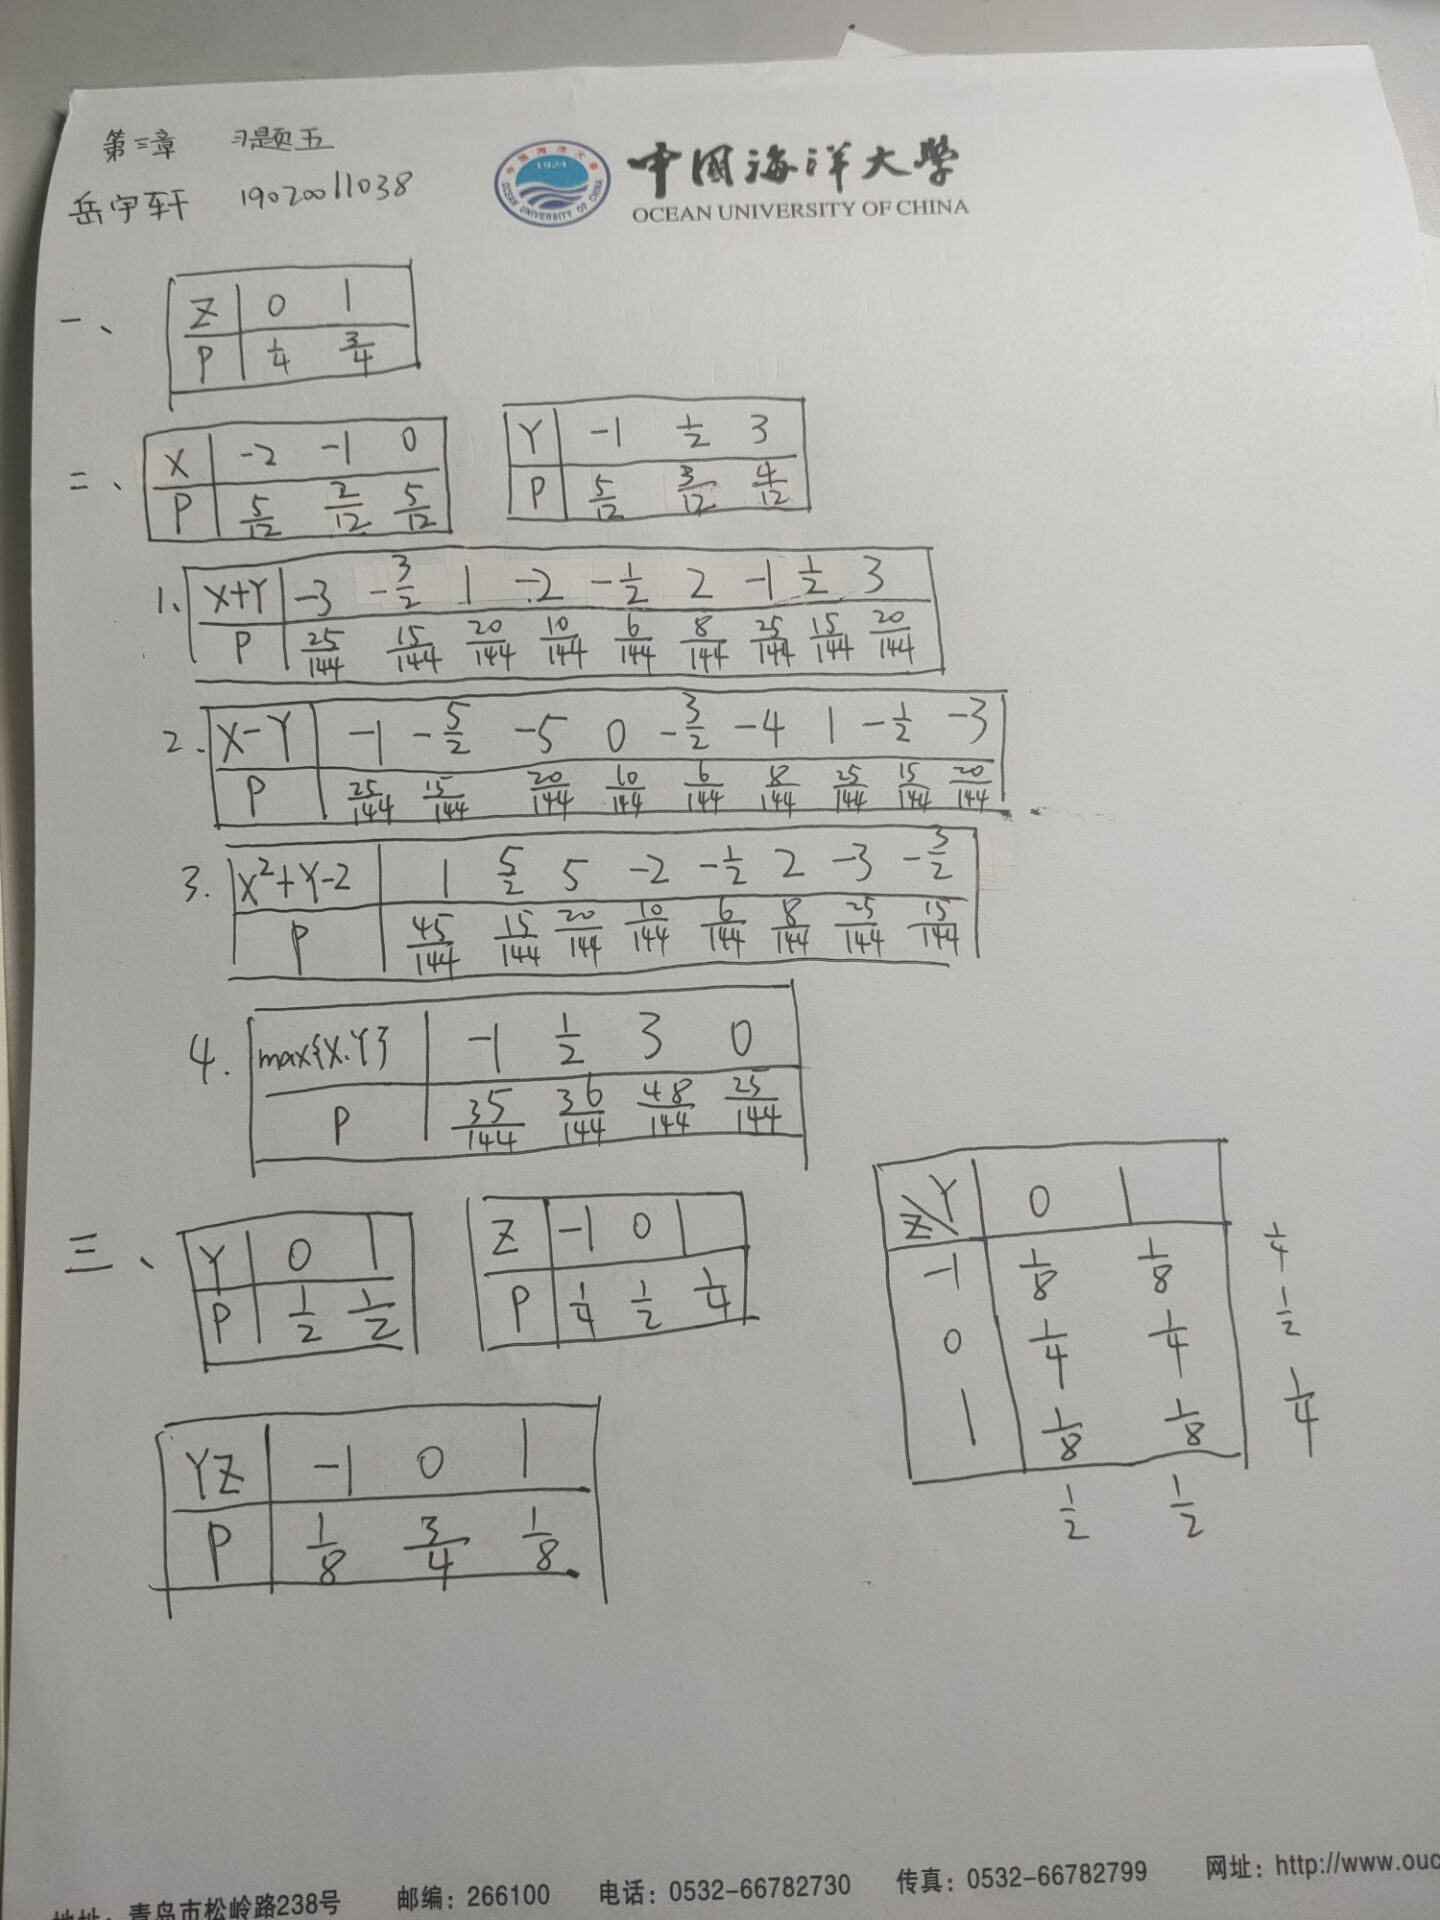 第三章 习题五
岳宇轩 19020011038
1924
OCEAN UNIVERSITY OF CHINA
中国海洋大学
OCEAN UNIVERSITY OF CHINA
一、
Z 0 1
P 1/4 3/4
二、
X -2 -1 0
P 5/12 2/12 5/12
Y -1 1/2 3
P 5/12 3/12 4/12
1. X+Y -3 -3/2 1 -2 -1/2 2 -1 1/2 3
P 25/144 15/144 20/144 10/144 6/144 8/144 25/144 15/144 20/144
2. X-Y -1 -5/2 -5 0 -3/2 -4 1 -1/2 -3
P 25/144 15/144 20/144 10/144 6/144 8/144 25/144 15/144 20/144
3. X²+Y-2 1 5/2 5 -2 -1/2 2 -3 -3/2
P 45/144 15/144 20/144 10/144 6/144 8/144 25/144 15/144
4. max{X.Y} -1 1/2 3 0
P 35/144 36/144 48/144 25/144
三、
Y 0 1
P 1/2 1/2
Z -1 0 1
P 1/4 1/2 1/4
Z\Y 0 1
-1 1/8 1/8 1/4
0 1/4 1/4 1/2
1 1/8 1/8 1/4
1/2 1/2
YZ -1 0 1
P 1/8 3/4 1/8
地址：青岛市松岭路238号 邮编：266100 电话：0532-66782730 传真：0532-66782799 网址：http://www.ouc